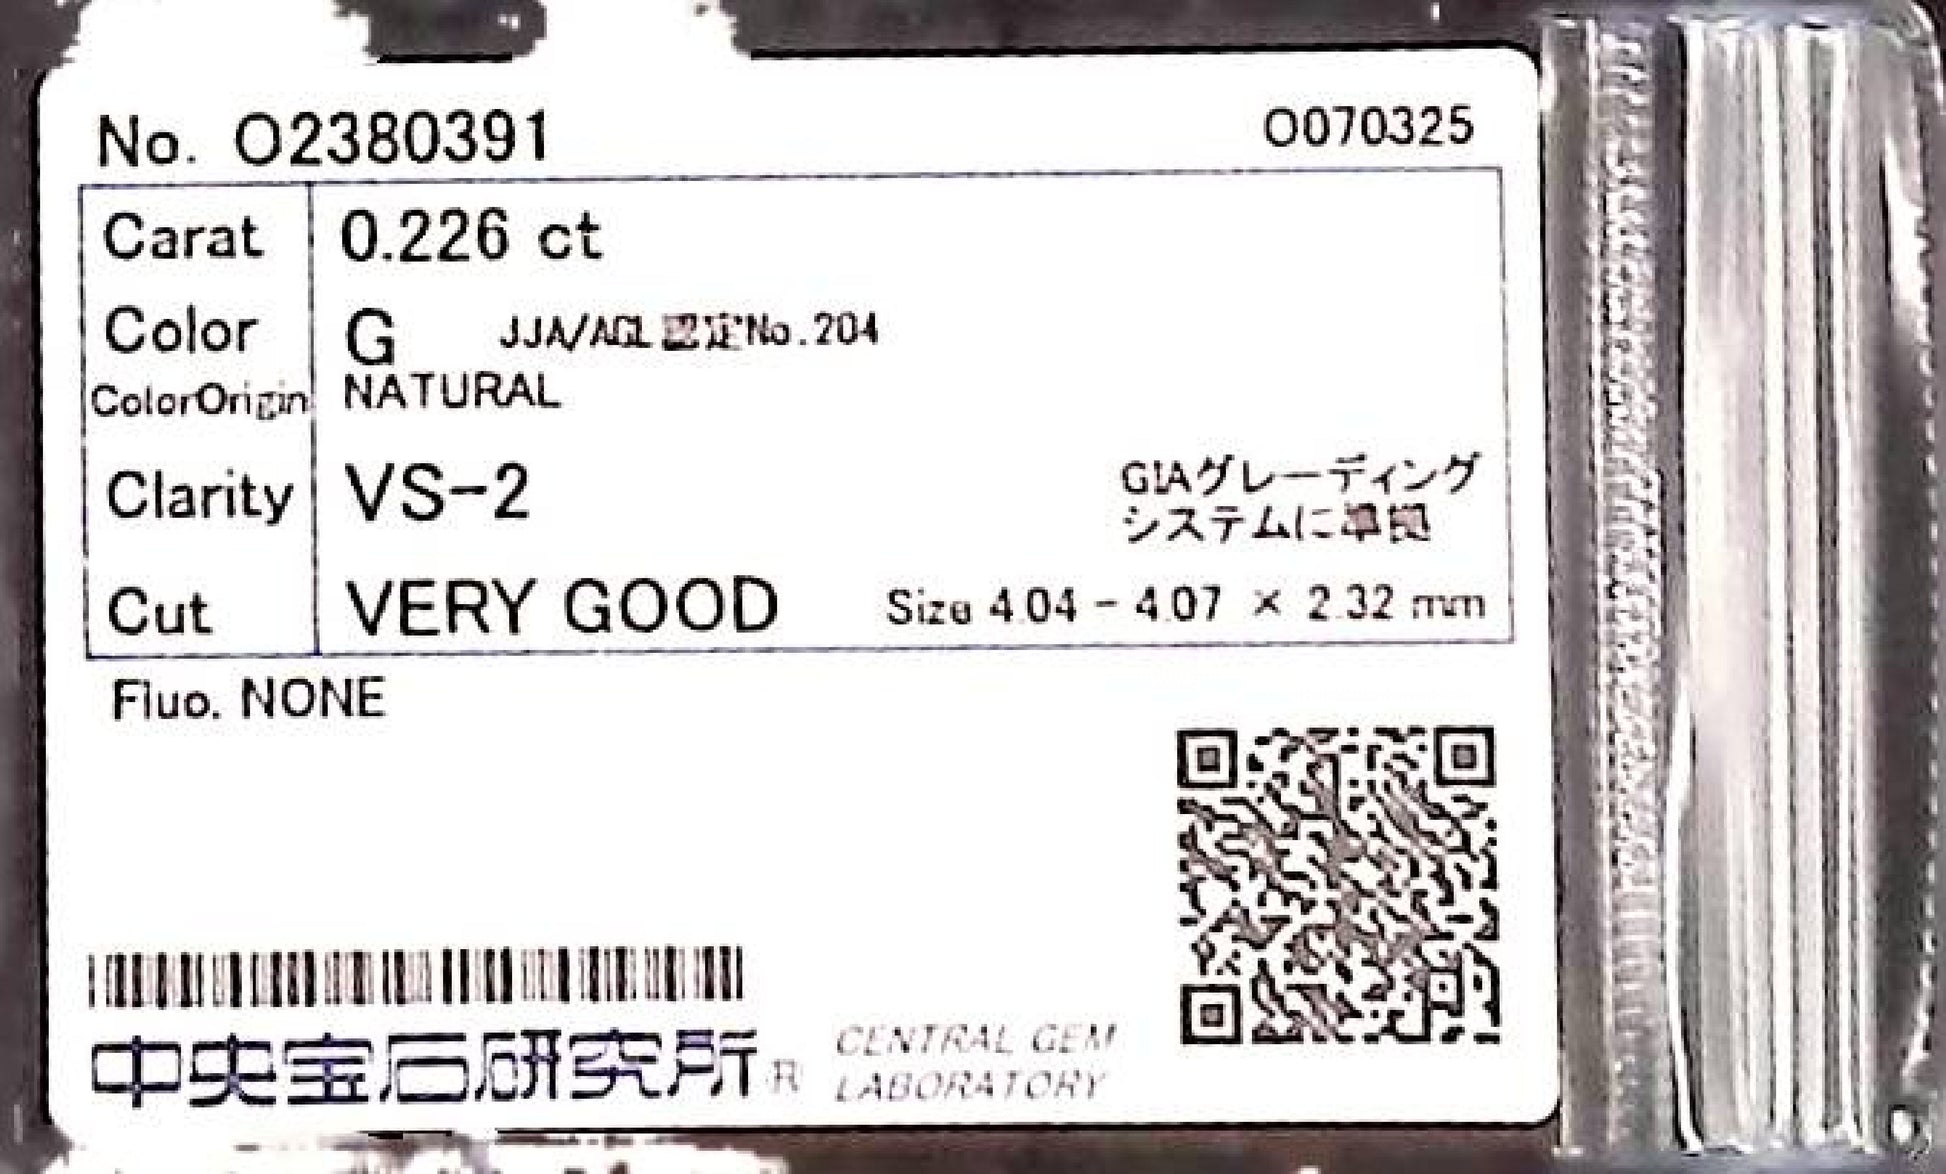 No. O2380391
O070325
Carat 0.226 ct
Color G JJA/AGL認定No.204
ColorOrigin NATURAL
Clarity VS-2
GIAグレーディング
システムに準拠
Cut VERY GOOD Size 4.04 - 4.07 × 2.32 mm
Fluo. NONE
中央宝石研究所®
CENTRAL GEM
LABORATORY